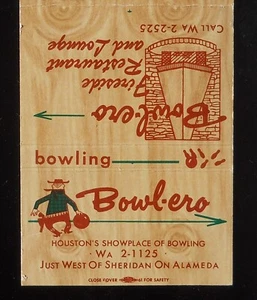 CALL WA 2-2525
Fireside
Restaurant
and Lounge
Bowl-ero
bowling
Bowl-ero
HOUSTON'S SHOWPLACE OF BOWLING
· WA 2-1125 ·
JUST WEST OF SHERIDAN ON ALAMEDA
CLOSE COVER FOR SAFETY